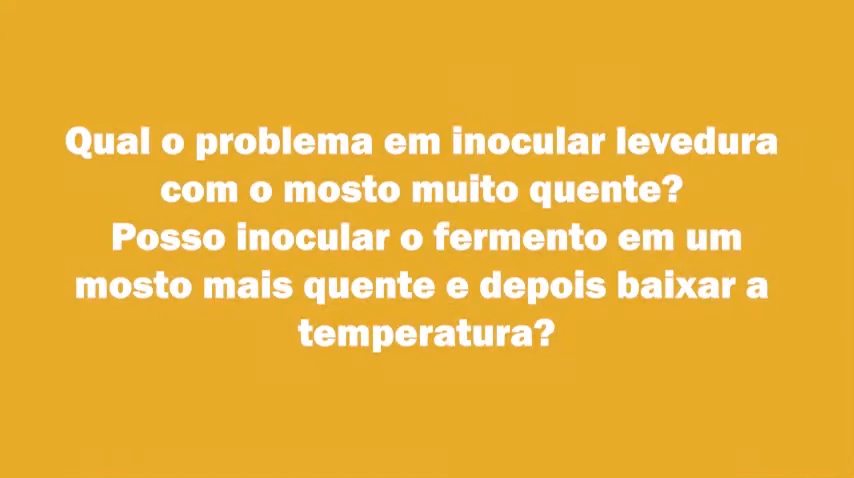 Qual o problema em inocular levedura
com o mosto muito quente?
Posso inocular o fermento em um
mosto mais quente e depois baixar a
temperatura?